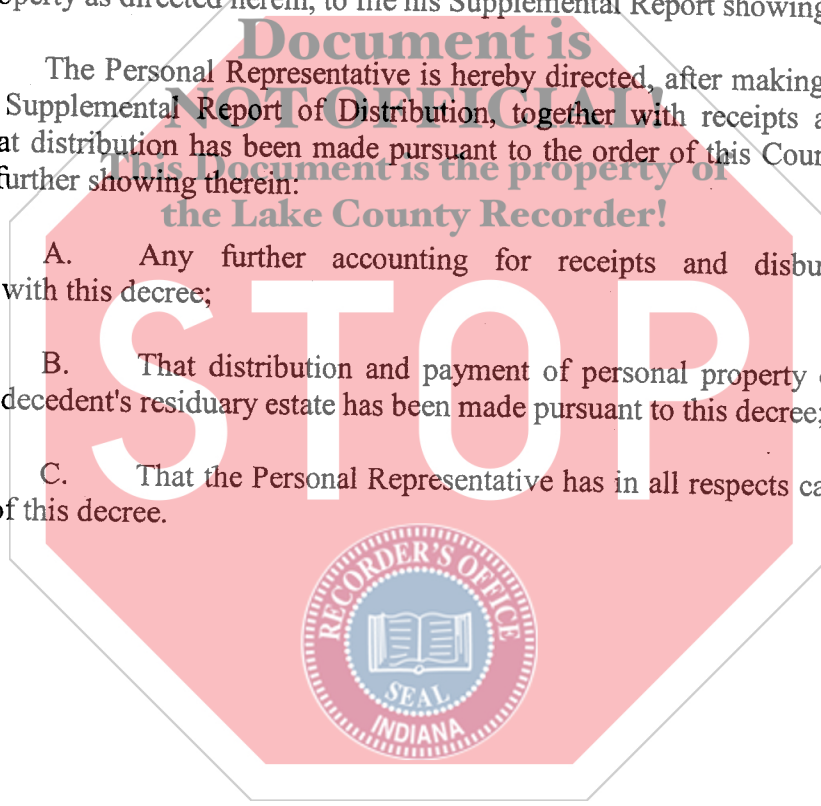 operty as directed herein, to file his Supplemental Report showing
Document is
The Personal Representative is hereby directed, after making
NOT OFFICIAL!
Supplemental Report of Distribution, together with receipts a
at distribution has been made pursuant to the order of this Cour
This Document is the property of
further showing therein:
the Lake County Recorder!
A. Any further accounting for receipts and disbu
with this decree;
STOP
B. That distribution and payment of personal property
decedent's residuary estate has been made pursuant to this decree;
C. That the Personal Representative has in all respects ca
of this decree.
RECORDER'S OFFICE
SEAL
INDIANA